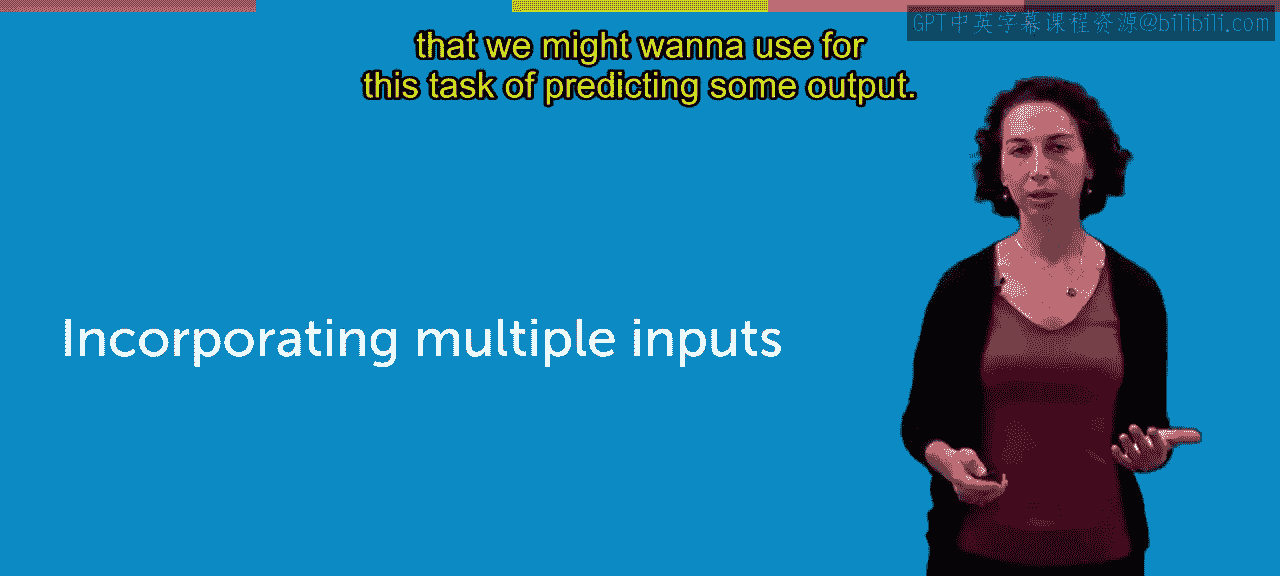 GPT中英字幕课程资源@bilibili.com
that we might wanna use for
this task of predicting some output.
Incorporating multiple inputs